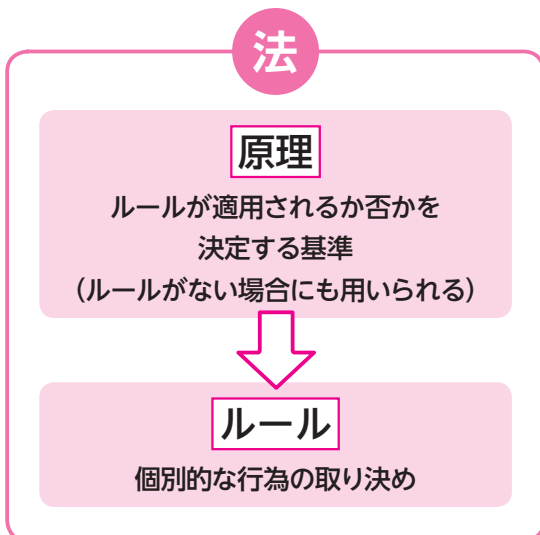 法
原理
ルールが適用されるか否かを
決定する基準
（ルールがない場合にも用いられる）
ルール
個別的な行為の取り決め